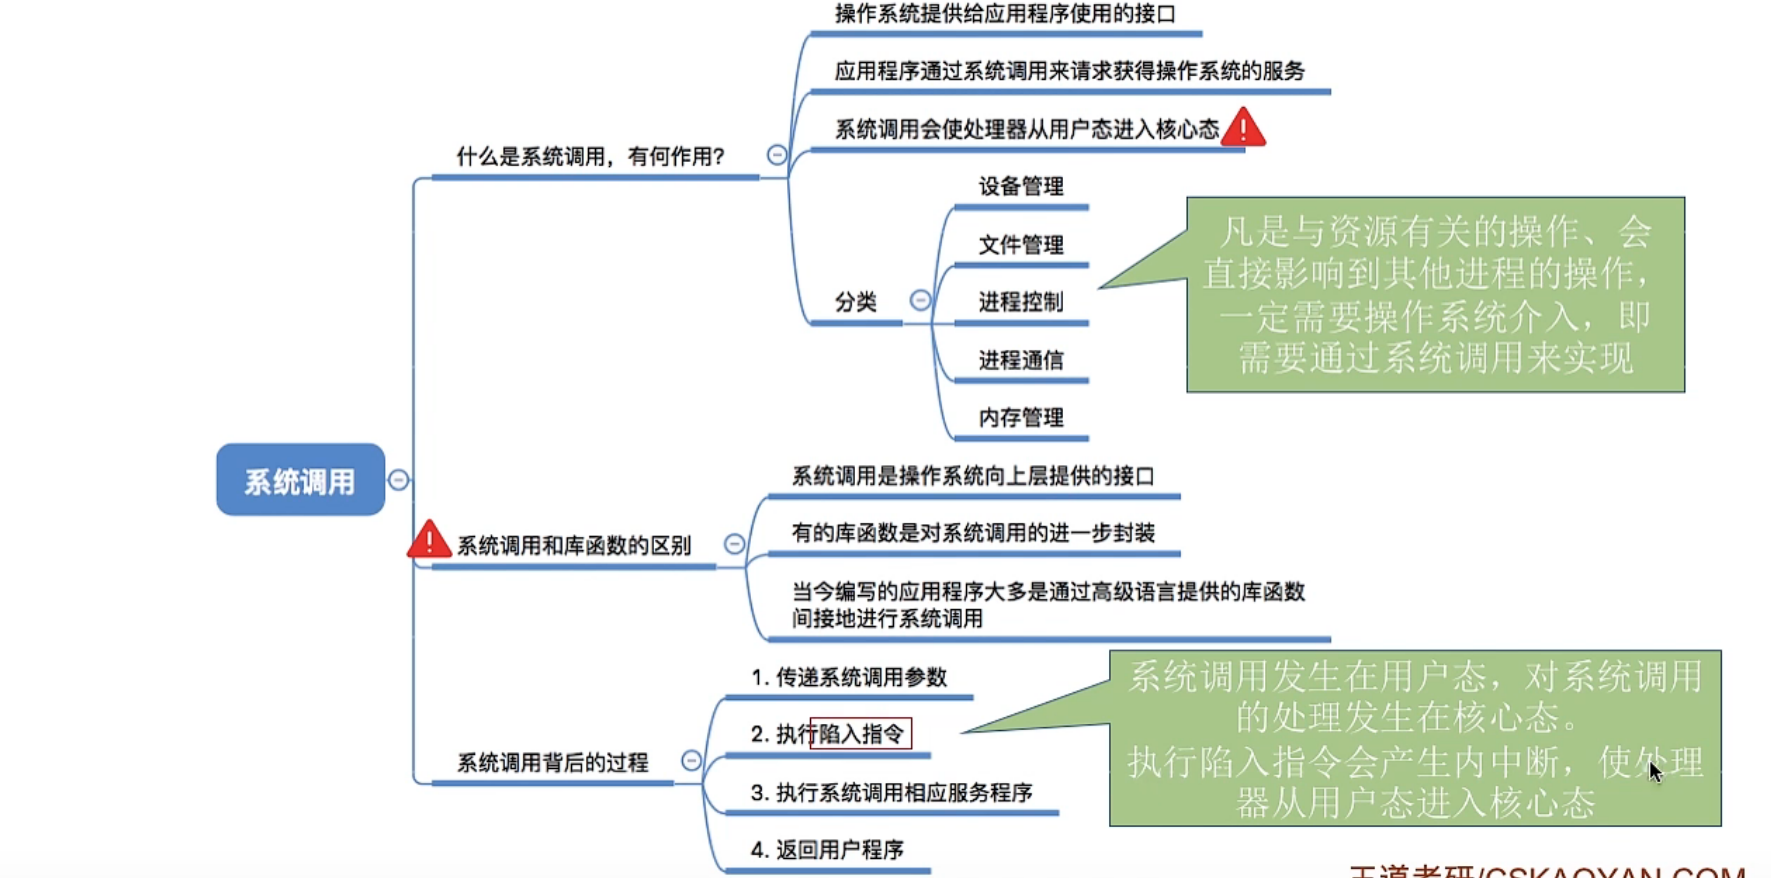 操作系统提供给应用程序使用的接口
应用程序通过系统调用来请求获得操作系统的服务
系统调用会使处理器从用户态进入核心态
什么是系统调用，有何作用?
设备管理
文件管理
分类
进程控制
进程通信
内存管理
凡是与资源有关的操作、会
直接影响到其他进程的操作，
一定需要操作系统介入，即
需要通过系统调用来实现
系统调用
系统调用是操作系统向上层提供的接口
有的库函数是对系统调用的进一步封装
系统调用和库函数的区别
当今编写的应用程序大多是通过高级语言提供的库函数
间接地进行系统调用
1. 传递系统调用参数
2. 执行陷入指令
系统调用背后的过程
3. 执行系统调用相应服务程序
4. 返回用户程序
系统调用发生在用户态，对系统调用
的处理发生在核心态。
执行陷入指令会产生内中断，使处理
器从用户态进入核心态
王道考研/CSKAOYAN.COM